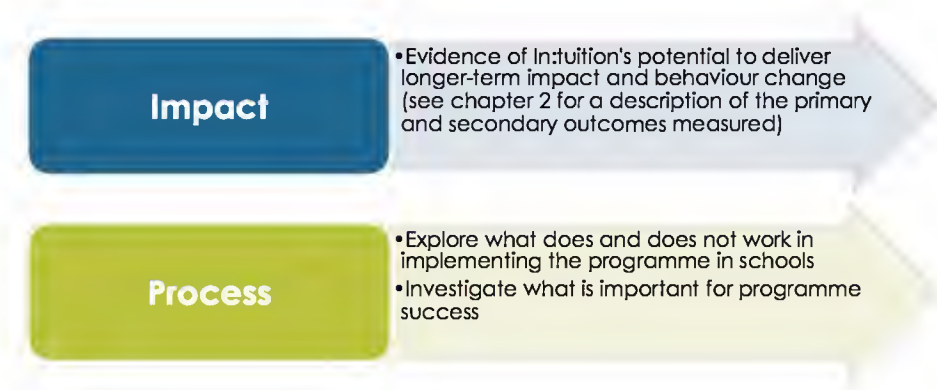 Impact
•Evidence of In:tuition's potential to deliver
longer-term impact and behaviour change
(see chapter 2 for a description of the primary
and secondary outcomes measured)
Process
•Explore what does and does not work in
implementing the programme in schools
•Investigate what is important for programme
success